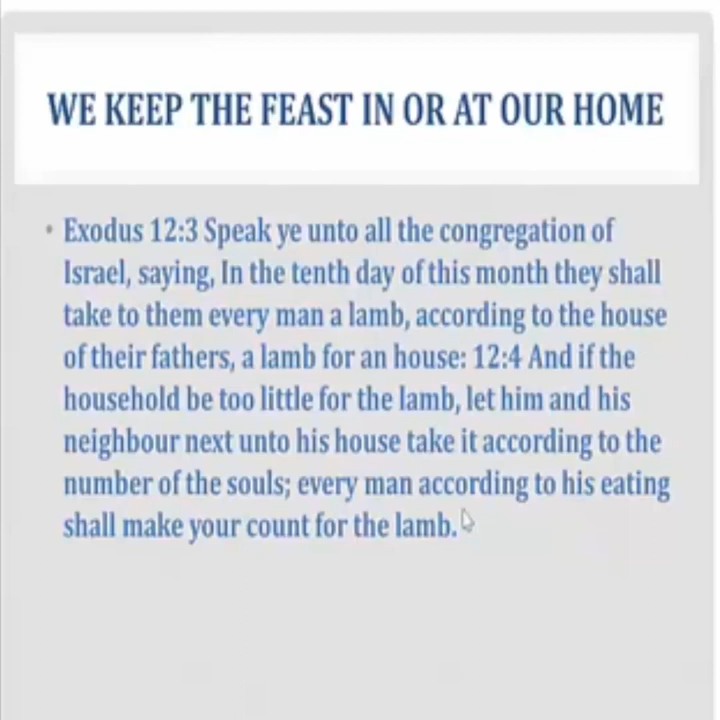 WE KEEP THE FEAST IN OR AT OUR HOME
• Exodus 12:3 Speak ye unto all the congregation of
Israel, saying, In the tenth day of this month they shall
take to them every man a lamb, according to the house
of their fathers, a lamb for an house: 12:4 And if the
household be too little for the lamb, let him and his
neighbour next unto his house take it according to the
number of the souls; every man according to his eating
shall make your count for the lamb.